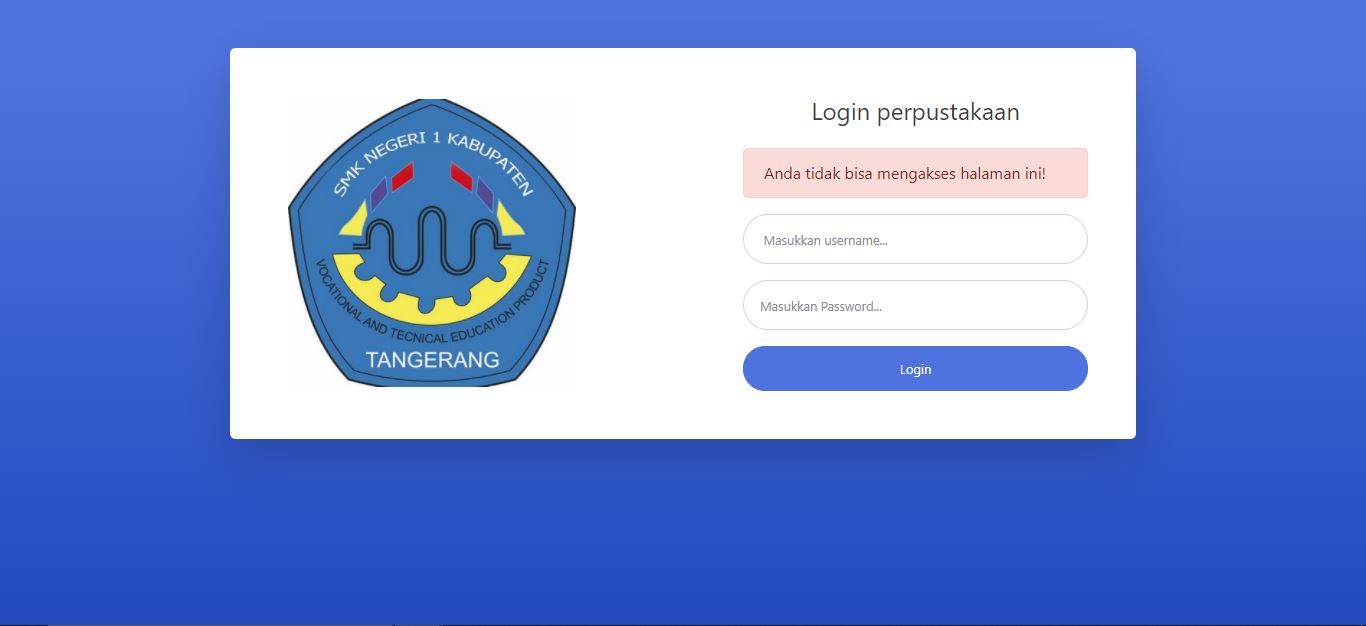 SMK NEGERI 1 KABUPATEN
VOCATIONAL AND TECNICAL EDUCATION PRODUCT
TANGERANG
Login perpustakaan
Anda tidak bisa mengakses halaman ini!
Masukkan username...
Masukkan Password...
Login